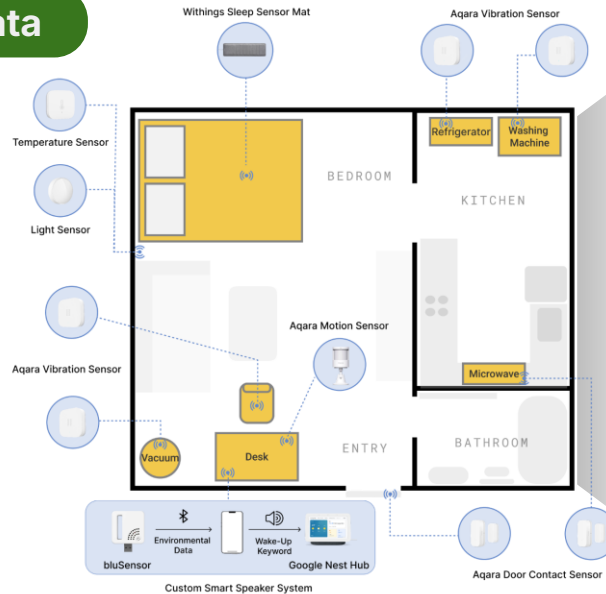 ata
Withings Sleep Sensor Mat
Aqara Vibration Sensor
Temperature Sensor
Refrigerator
Washing
Machine
BEDROOM
KITCHEN
Light Sensor
Aqara Motion Sensor
Aqara Vibration Sensor
Microwave
Vacuum
Desk
ENTRY
BATHROOM
Environmental
Data
Wake-Up
Keyword
bluSensor
Google Nest Hub
Aqara Door Contact Sensor
Custom Smart Speaker System